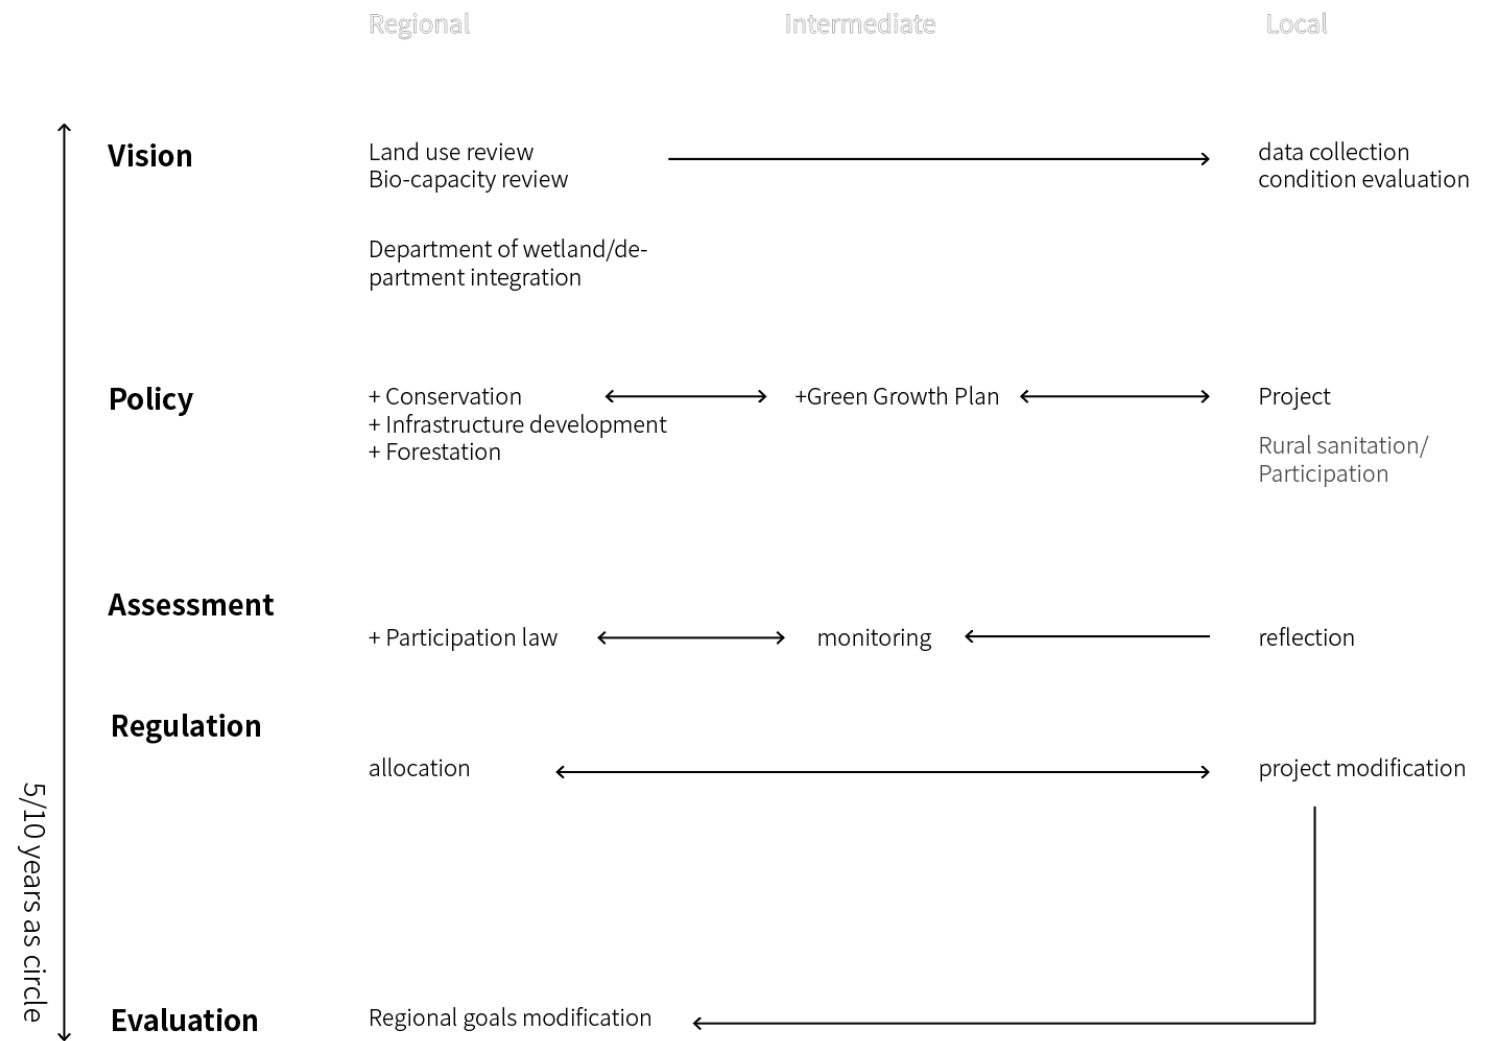 Regional Intermediate Local
Vision
Land use review
Bio-capacity review
data collection
condition evaluation
Department of wetland/de-
partment integration
Policy
+ Conservation
+ Infrastructure development
+ Forestation
+Green Growth Plan
Project
Rural sanitation/
Participation
Assessment
+ Participation law
monitoring
reflection
Regulation
allocation
project modification
5/10 years as circle
Evaluation
Regional goals modification